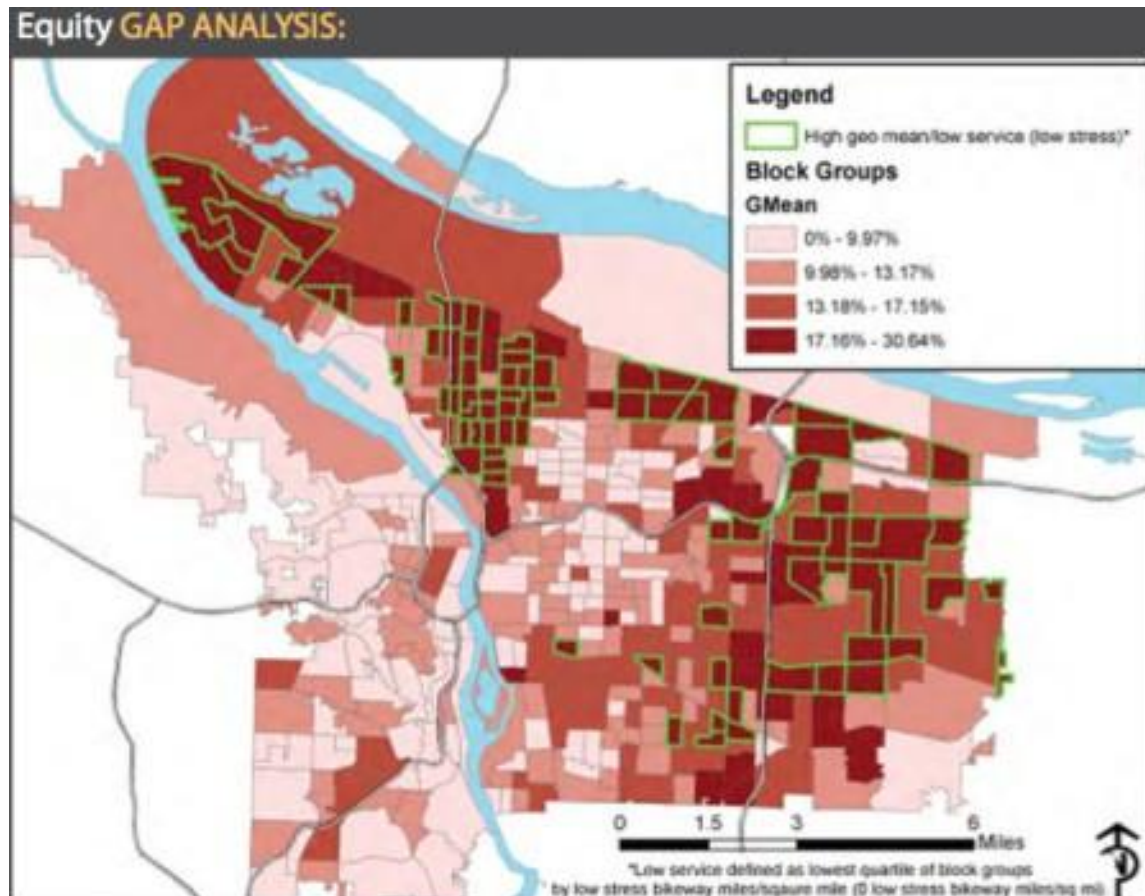 Equity GAP ANALYSIS:
Legend
High geo mean/low service (low stress)*
Block Groups
GMean
0% - 9.97%
9.98% - 13.17%
13.18% - 17.15%
17.16% - 30.64%
0 1.5 3 6
Miles
*Low service defined as lowest quartile of block groups
by low stress bikeway miles/sqaure mile (0 low stress bikeway miles/sq mi)